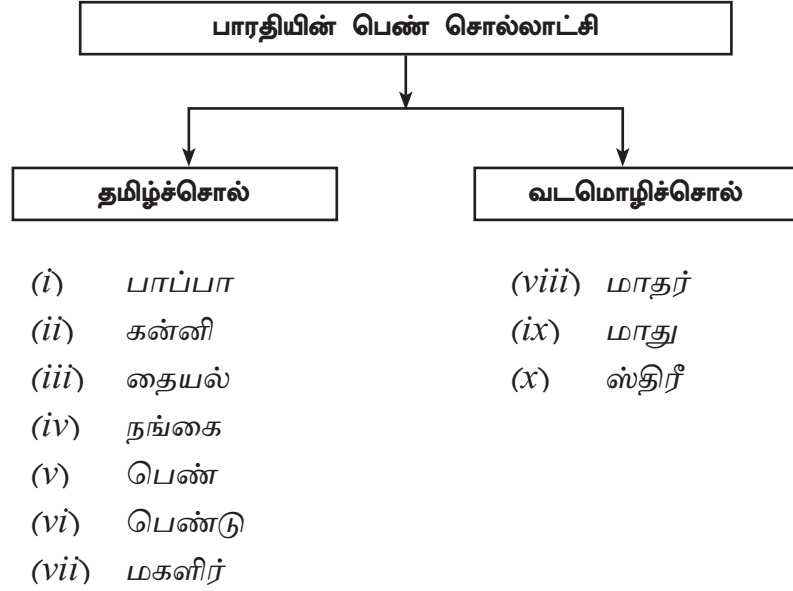 பாரதியின் பெண் சொல்லாட்சி
தமிழ்ச்சொல்
வடமொழிச்சொல்
(i) பாப்பா
(ii) கன்னி
(iii) தையல்
(iv) நங்கை
(v) பெண்
(vi) பெண்டு
(vii) மகளிர்
(viii) மாதர்
(ix) மாது
(x) ஸ்திரீ